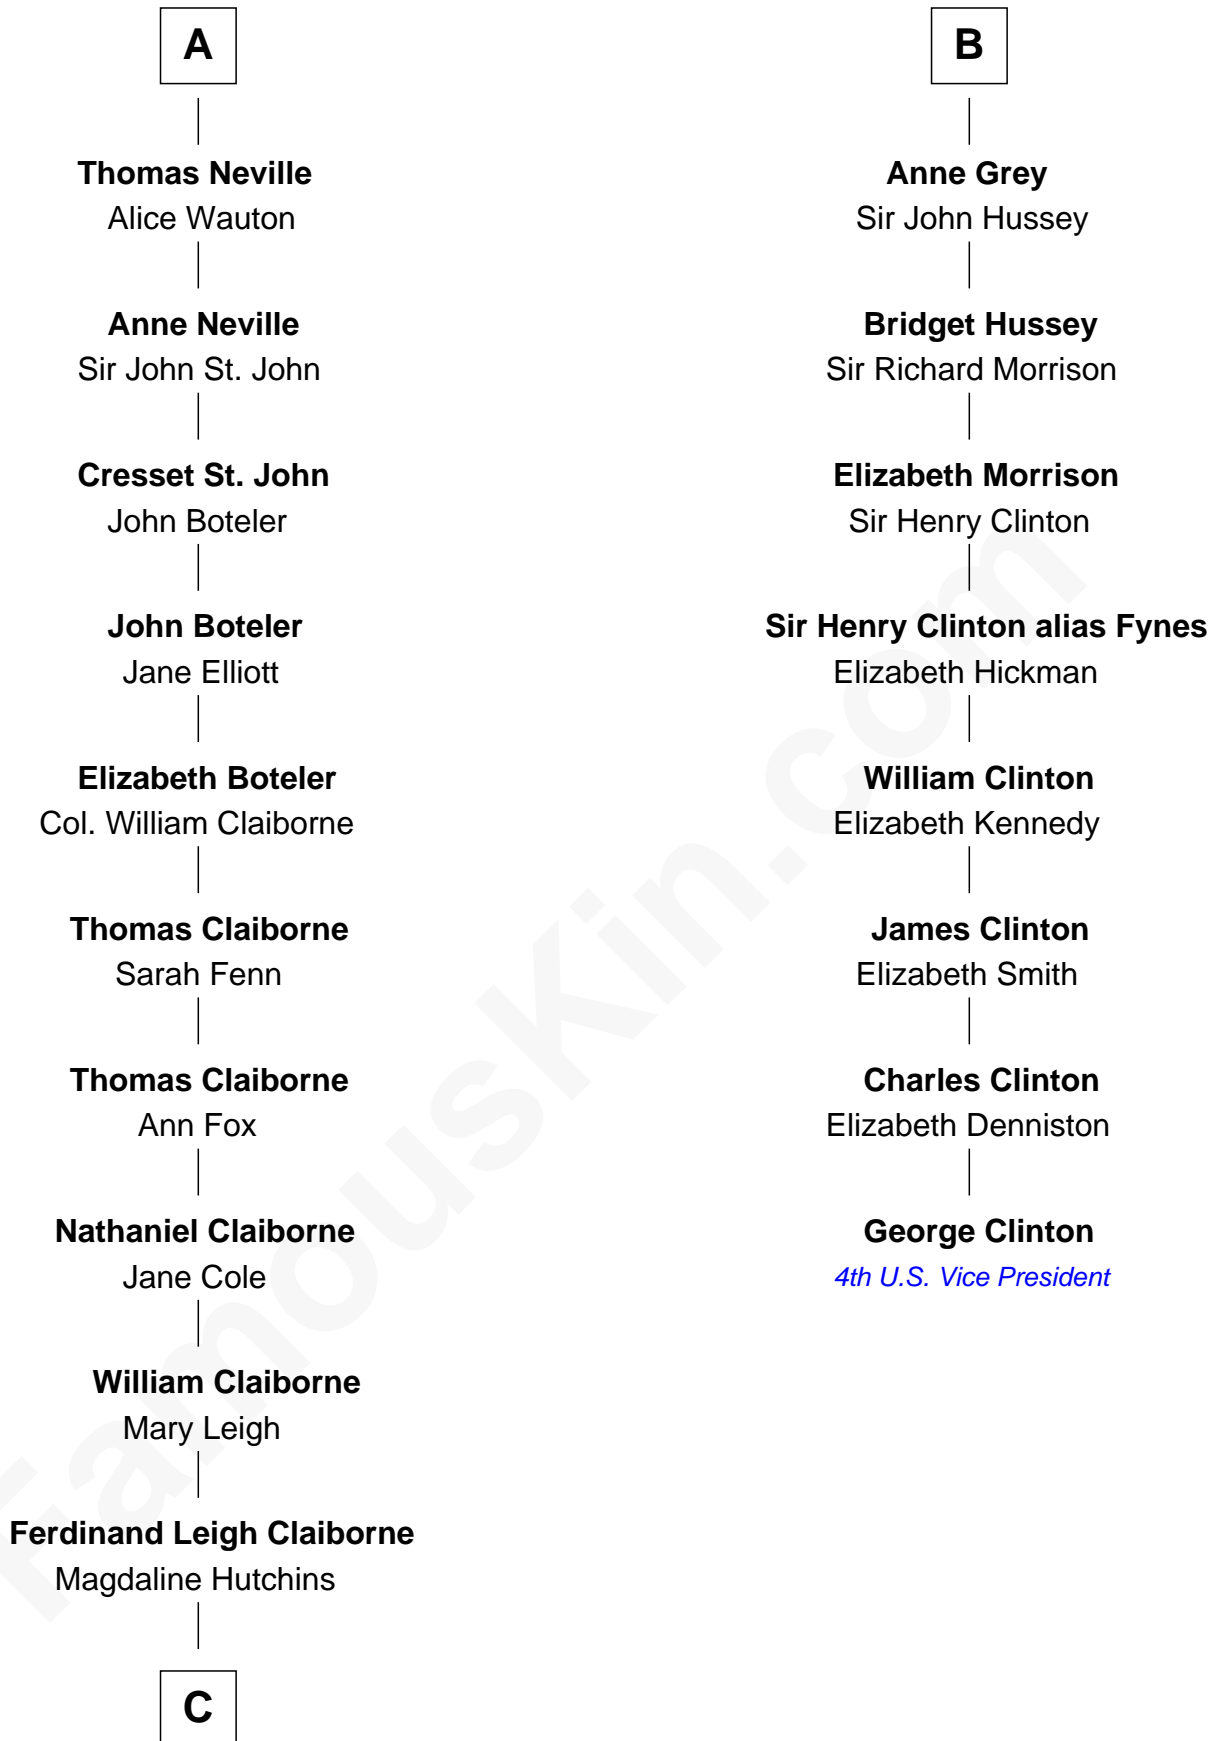 A
Thomas Neville
Alice Wauton
Anne Neville
Sir John St. John
Cresset St. John
John Boteler
John Boteler
Jane Elliott
Elizabeth Boteler
Col. William Claiborne
Thomas Claiborne
Sarah Fenn
Thomas Claiborne
Ann Fox
Nathaniel Claiborne
Jane Cole
William Claiborne
Mary Leigh
Ferdinand Leigh Claiborne
Magdaline Hutchins
C
B
Anne Grey
Sir John Hussey
Bridget Hussey
Sir Richard Morrison
Elizabeth Morrison
Sir Henry Clinton
Sir Henry Clinton alias Fynes
Elizabeth Hickman
William Clinton
Elizabeth Kennedy
James Clinton
Elizabeth Smith
Charles Clinton
Elizabeth Denniston
George Clinton
4th U.S. Vice President
FamousKin.com